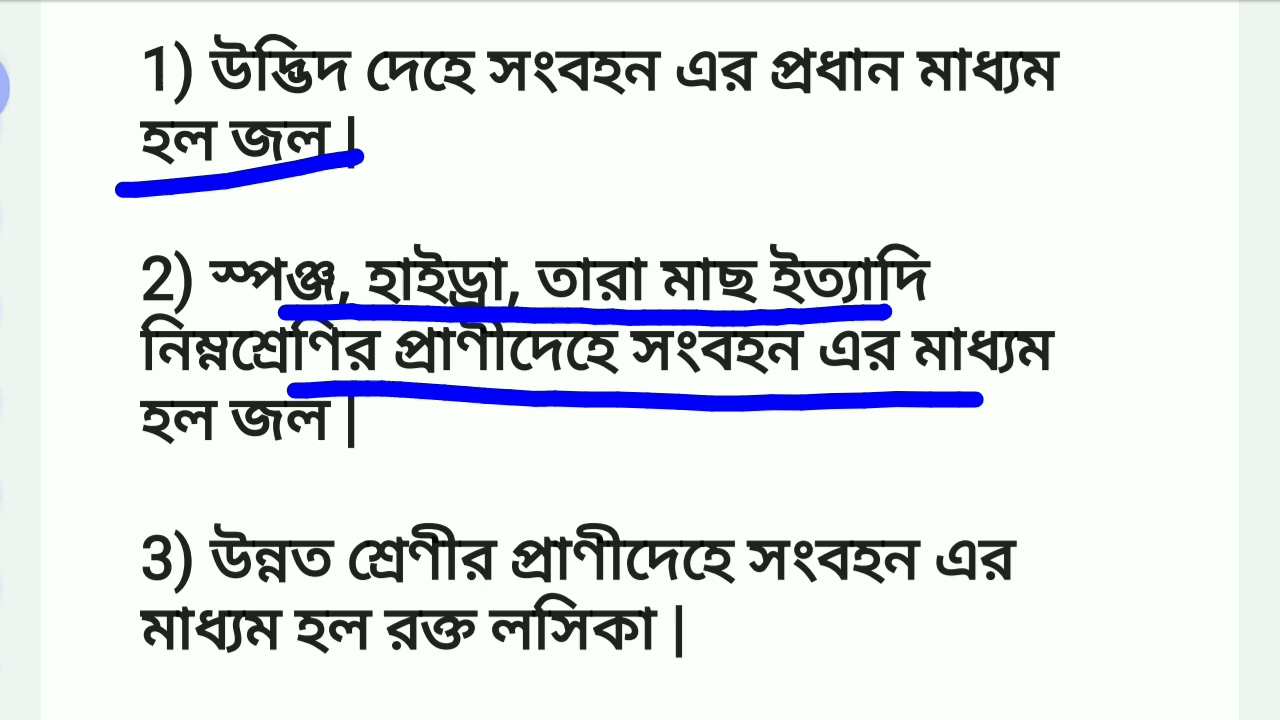 1) উদ্ভিদ দেহে সংবহন এর প্রধান মাধ্যম
হল জল |
2) স্পঞ্জ, হাইড্রা, তারা মাছ ইত্যাদি
নিম্নশ্রেণির প্রাণীদেহে সংবহন এর মাধ্যম
হল জল |
3) উন্নত শ্রেণীর প্রাণীদেহে সংবহন এর
মাধ্যম হল রক্ত লসিকা |